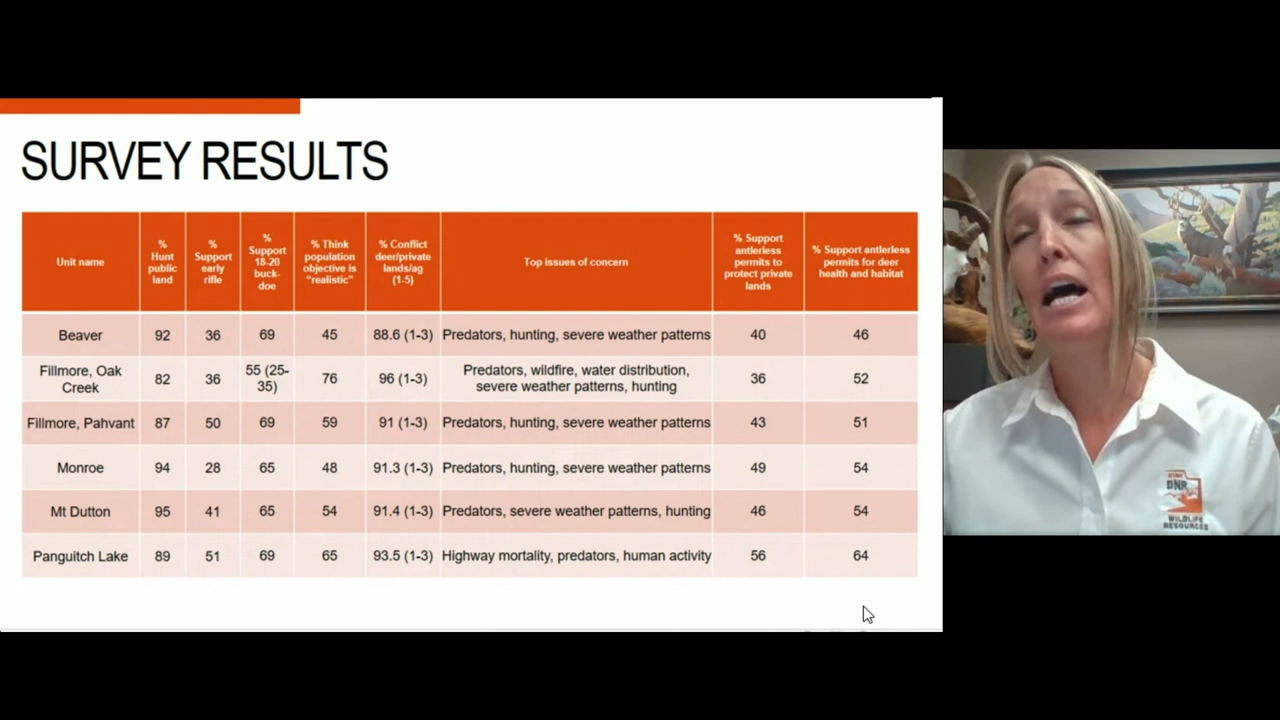 SURVEY RESULTS
Unit name
%
Hunt
public
land
%
Support
early
rifle
%
Support
18-20
buck-
doe
% Think
population
objective is
"realistic"
% Conflict
deer/private
lands/ag
(1-5)
Top issues of concern
% Support
antlerless
permits to
protect private
lands
% Support antlerless
permits for deer
health and habitat
Beaver 92 36 69 45 88.6 (1-3) Predators, hunting, severe weather patterns 40 46
Fillmore, Oak
Creek
82 36
55 (25-
35)
76 96 (1-3)
Predators, wildfire, water distribution,
severe weather patterns, hunting
36 52
Fillmore, Pahvant 87 50 69 59 91 (1-3) Predators, hunting, severe weather patterns 43 51
Monroe 94 28 65 48 91.3 (1-3) Predators, hunting, severe weather patterns 49 54
Mt Dutton 95 41 65 54 91.4 (1-3) Predators, severe weather patterns, hunting 46 54
Panguitch Lake 89 51 69 65 93.5 (1-3) Highway mortality, predators, human activity 56 64
UTAH
DNR
WILDLIFE
RESOURCES